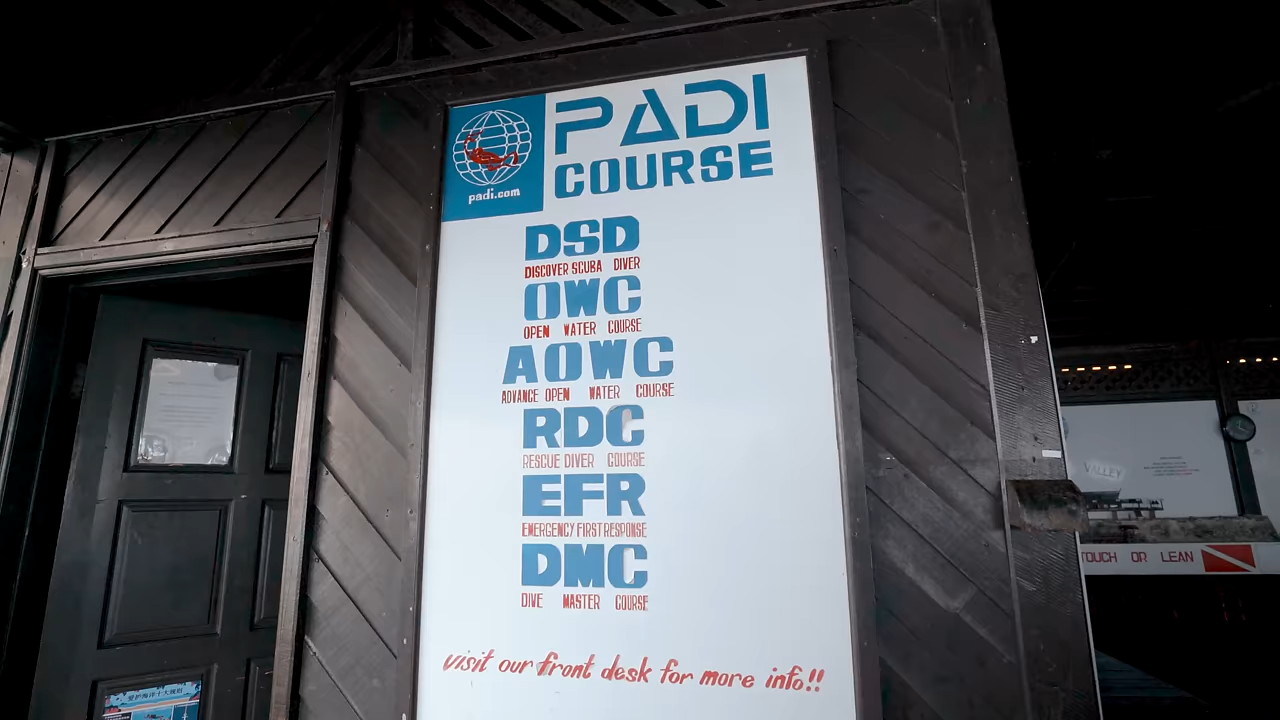 PADI
COURSE
padi.com
DSD
DISCOVER SCUBA DIVER
OWC
OPEN WATER COURSE
AOWC
ADVANCE OPEN WATER COURSE
RDC
RESCUE DIVER COURSE
EFR
EMERGENCY FIRST RESPONSE
DMC
DIVE MASTER COURSE
visit our front desk for more info!!
VALLEY
TOUCH OR LEAN